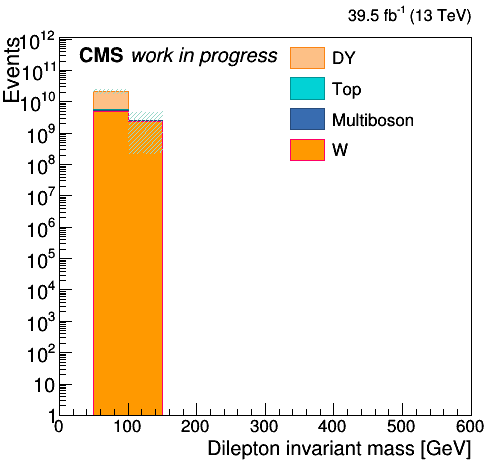 39.5 fb⁻¹ (13 TeV)
Events
CMS work in progress
DY
Top
Multiboson
W
10¹²
10¹¹
10¹⁰
10⁹
10⁸
10⁷
10⁶
10⁵
10⁴
10³
10²
10
1
0 100 200 300 400 500 600
Dilepton invariant mass [GeV]